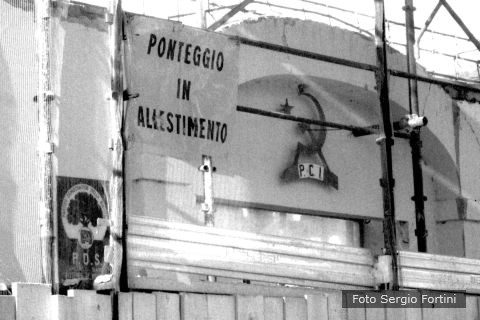 PONTEGGIO
IN
ALLESTIMENTO
P.C.I.
P.D.S.
Foto Sergio Fortini